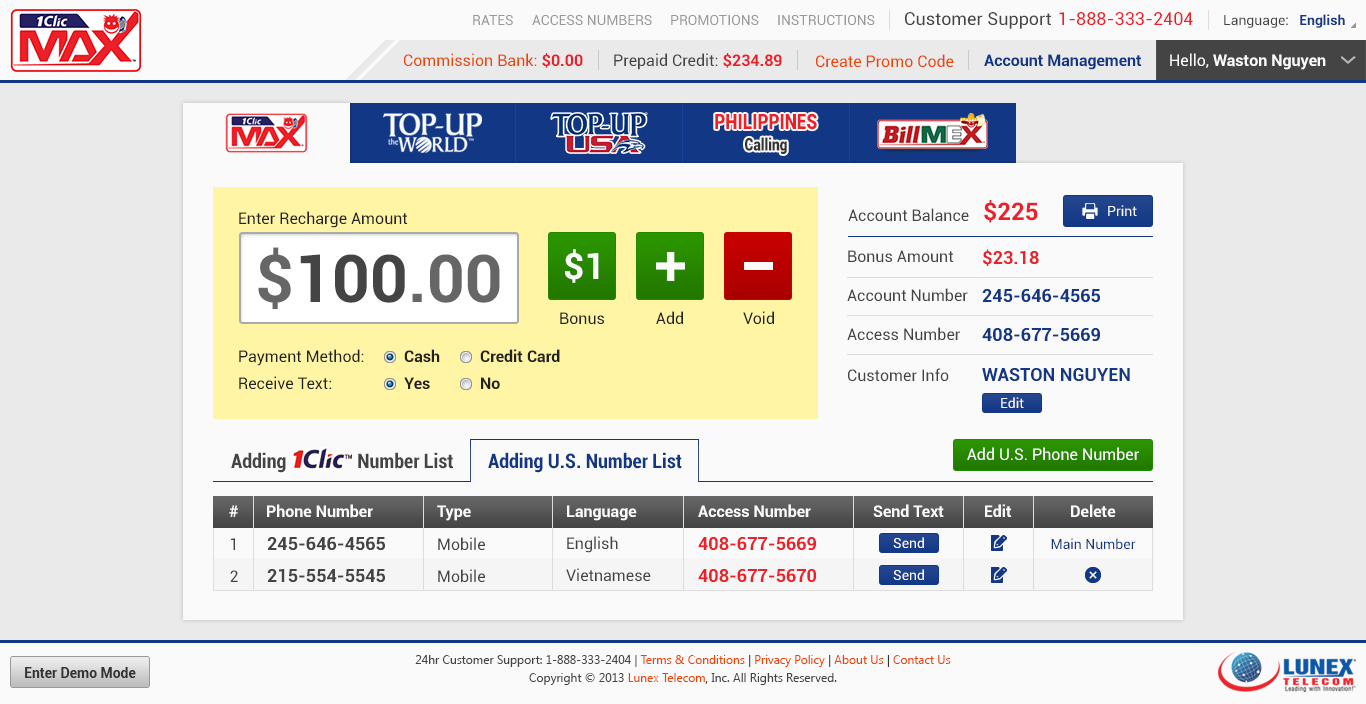 1Clic MAX
RATES ACCESS NUMBERS PROMOTIONS INSTRUCTIONS Customer Support 1-888-333-2404 Language: English
Commission Bank: $0.00 Prepaid Credit: $234.89 Create Promo Code Account Management Hello, Waston Nguyen
1Clic MAX TOP-UP the WORLD™ TOP-UP USA PHILIPPINES Calling BillMEX
Enter Recharge Amount
$100.00
$1 + −
Bonus Add Void
Payment Method: Cash Credit Card
Receive Text: Yes No
Account Balance $225 Print
Bonus Amount $23.18
Account Number 245-646-4565
Access Number 408-677-5669
Customer Info WASTON NGUYEN
Edit
Adding 1Clic™ Number List Adding U.S. Number List Add U.S. Phone Number
# Phone Number Type Language Access Number Send Text Edit Delete
1 245-646-4565 Mobile English 408-677-5669 Send Main Number
2 215-554-5545 Mobile Vietnamese 408-677-5670 Send
Enter Demo Mode
24hr Customer Support: 1-888-333-2404 | Terms & Conditions | Privacy Policy | About Us | Contact Us
Copyright © 2013 Lunex Telecom, Inc. All Rights Reserved.
LUNEX
TELECOM
Leading with Innovation!™